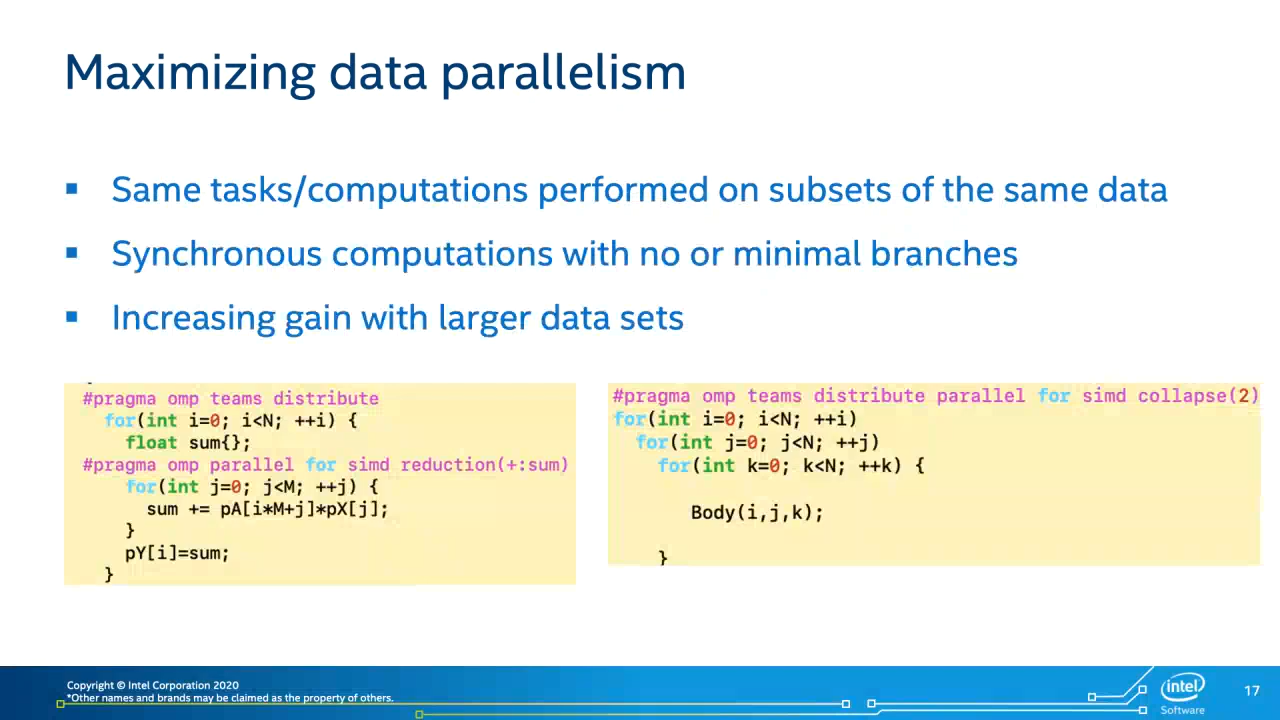 Maximizing data parallelism
▪ Same tasks/computations performed on subsets of the same data
▪ Synchronous computations with no or minimal branches
▪ Increasing gain with larger data sets
#pragma omp teams distribute
for(int i=0; i<N; ++i) {
float sum{};
#pragma omp parallel for simd reduction(+:sum)
for(int j=0; j<M; ++j) {
sum += pA[i*M+j]*pX[j];
}
pY[i]=sum;
}
#pragma omp teams distribute parallel for simd collapse(2)
for(int i=0; i<N; ++i)
for(int j=0; j<N; ++j)
for(int k=0; k<N; ++k) {
Body(i,j,k);
}
Copyright © Intel Corporation 2020
*Other names and brands may be claimed as the property of others.
intel
Software
17